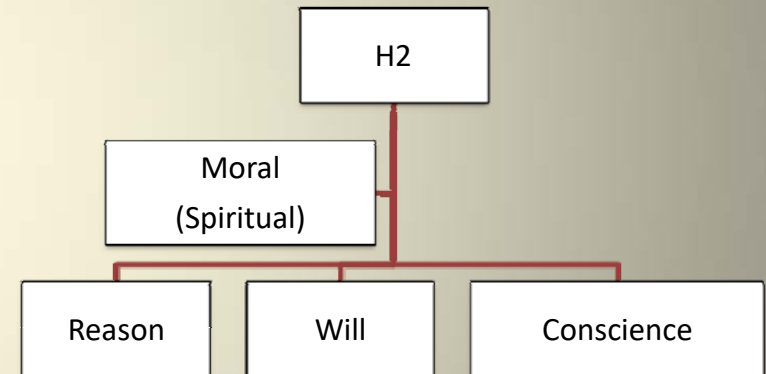 H2
Moral
(Spiritual)
Reason
Will
Conscience